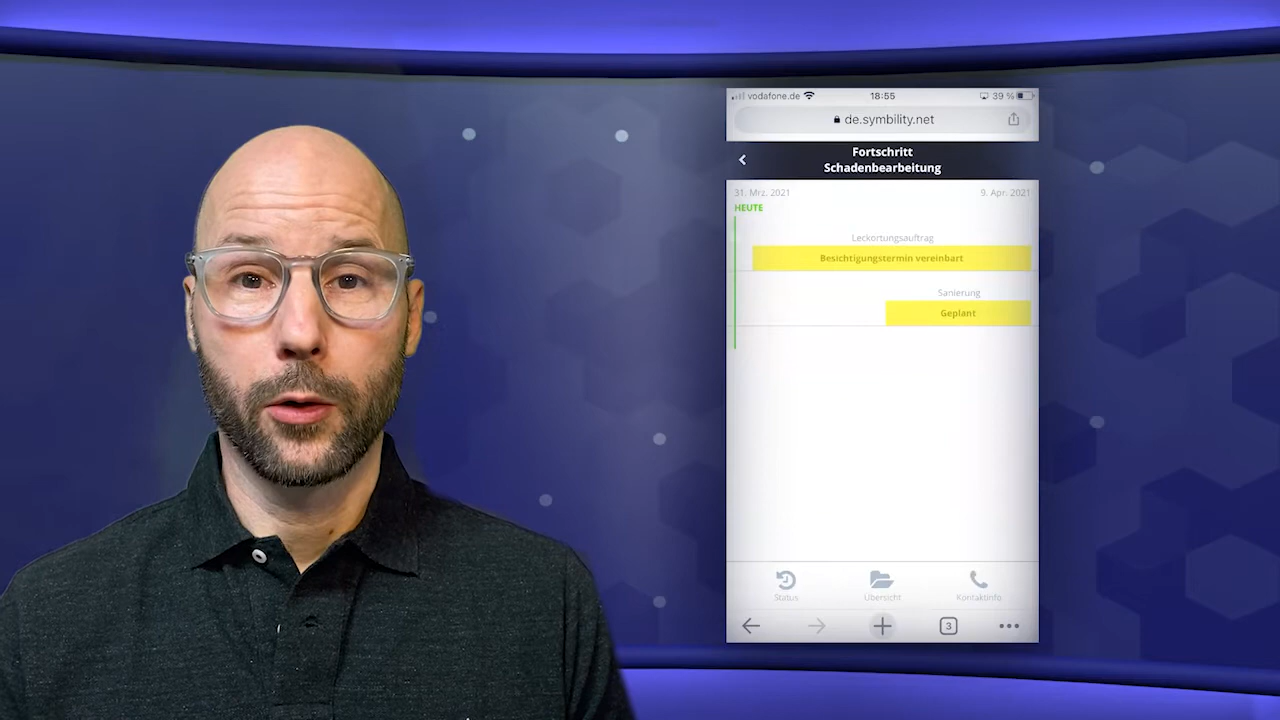 vodafone.de 18:55 39 %
de.symbility.net
Fortschritt
Schadenbearbeitung
31. Mrz. 2021 9. Apr. 2021
HEUTE
Leckortungsauftrag
Besichtigungstermin vereinbart
Sanierung
Geplant
Status Übersicht Kontaktinfo
3